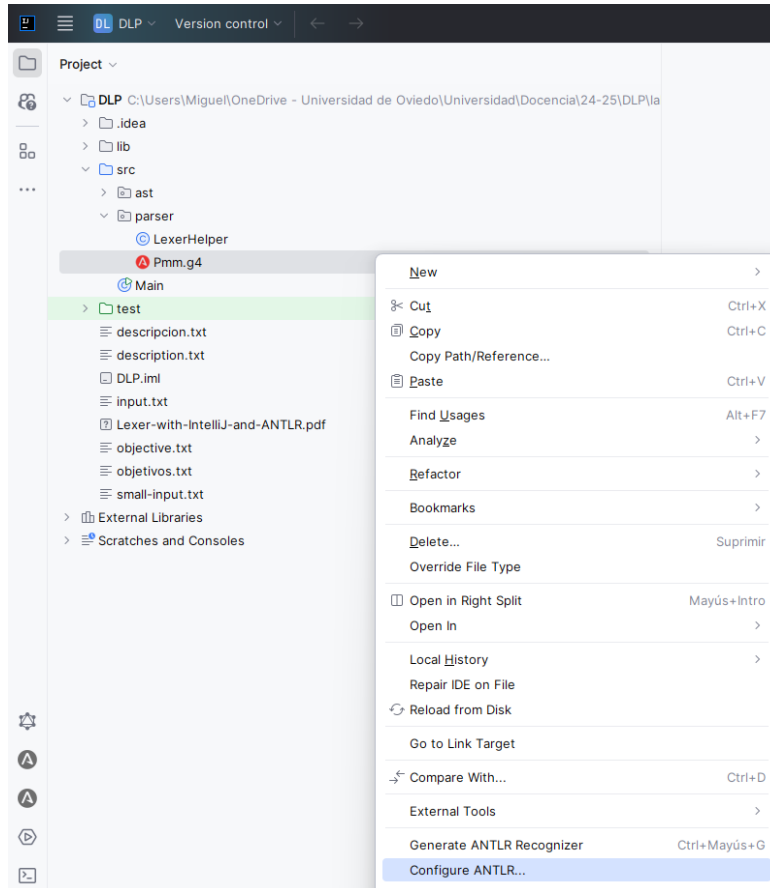 DL DLP Version control
Project
DLP C:\Users\Miguel\OneDrive - Universidad de Oviedo\Universidad\Docencia\24-25\DLP\la
.idea
lib
src
ast
parser
LexerHelper
Pmm.g4
Main
test
descripcion.txt
description.txt
DLP.iml
input.txt
Lexer-with-IntelliJ-and-ANTLR.pdf
objective.txt
objetivos.txt
small-input.txt
External Libraries
Scratches and Consoles
New
Cut Ctrl+X
Copy Ctrl+C
Copy Path/Reference...
Paste Ctrl+V
Find Usages Alt+F7
Analyze
Refactor
Bookmarks
Delete... Suprimir
Override File Type
Open in Right Split Mayús+Intro
Open In
Local History
Repair IDE on File
Reload from Disk
Go to Link Target
Compare With... Ctrl+D
External Tools
Generate ANTLR Recognizer Ctrl+Mayús+G
Configure ANTLR...